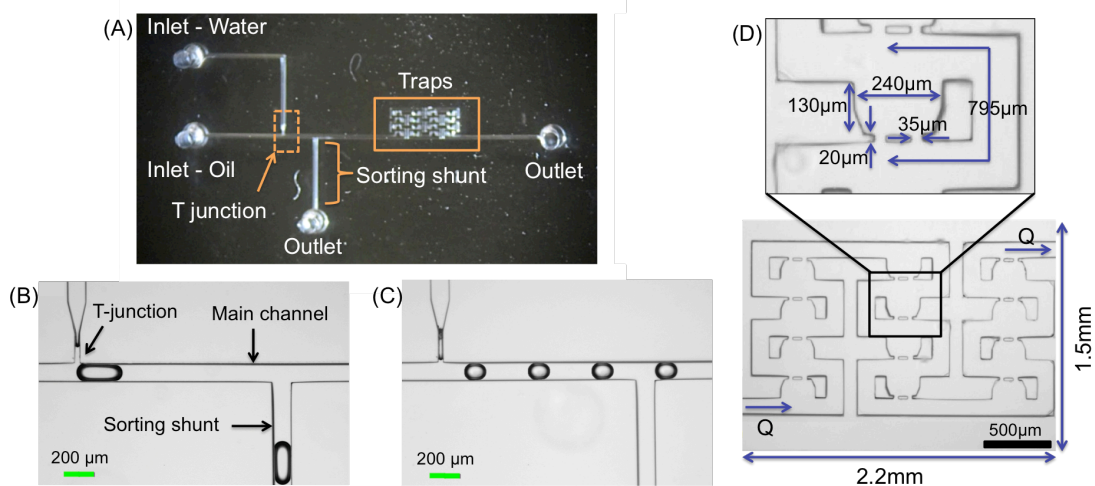 (A)
Inlet - Water
Inlet - Oil
T junction
Traps
Sorting shunt
Outlet
Outlet
(B)
T-junction
Main channel
Sorting shunt
200 µm
(C)
200 µm
(D)
240µm
130µm
795µm
35µm
20µm
Q
Q
1.5mm
500µm
2.2mm